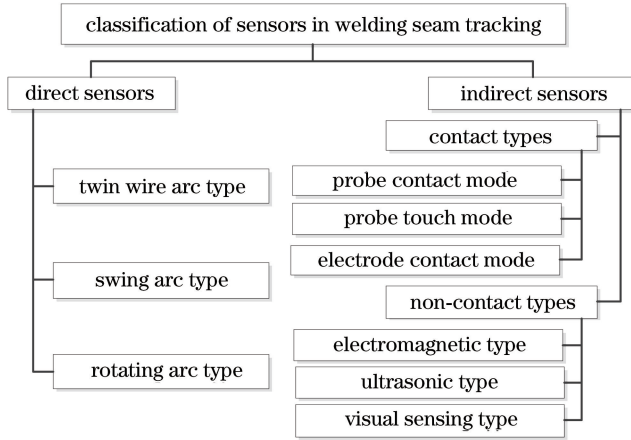 classification of sensors in welding seam tracking
direct sensors
twin wire arc type
swing arc type
rotating arc type
indirect sensors
contact types
probe contact mode
probe touch mode
electrode contact mode
non-contact types
electromagnetic type
ultrasonic type
visual sensing type